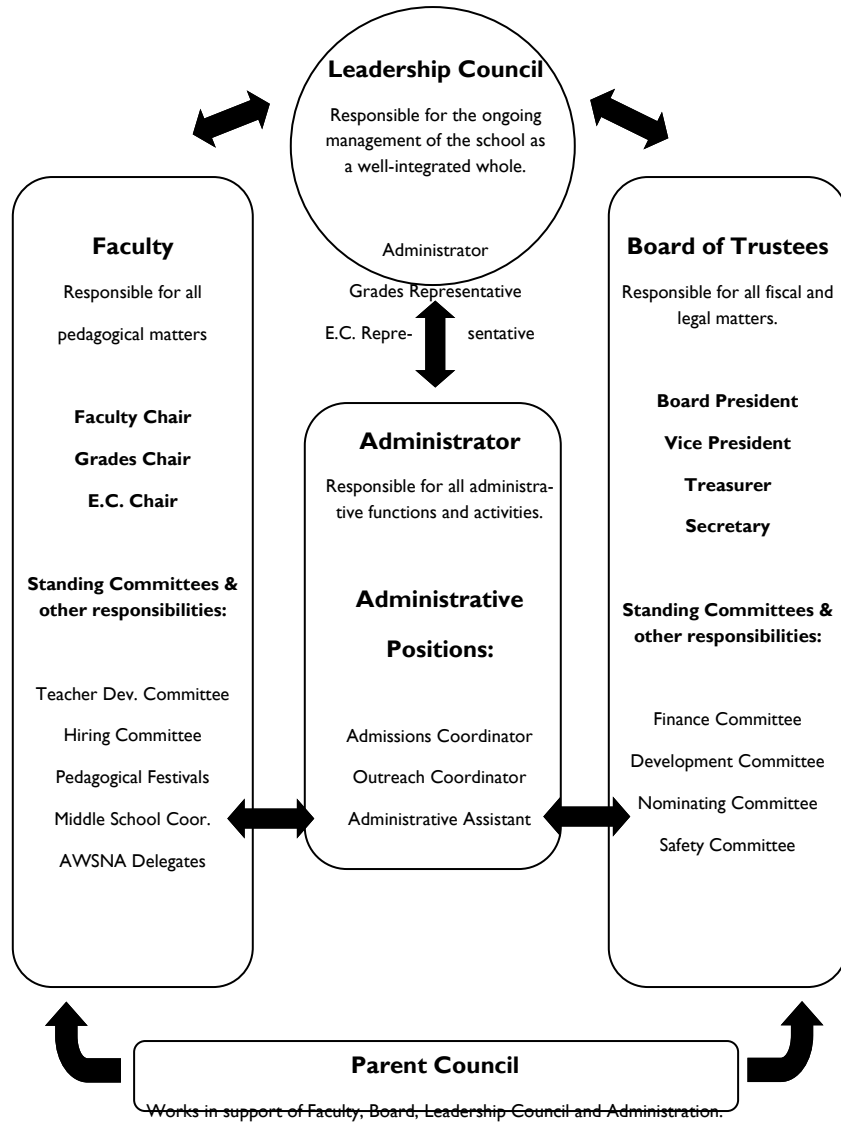 Leadership Council
Responsible for the ongoing
management of the school as
a well-integrated whole.
Administrator
Grades Representative
E.C. Repre- sentative
Faculty
Responsible for all
pedagogical matters
Faculty Chair
Grades Chair
E.C. Chair
Standing Committees &
other responsibilities:
Teacher Dev. Committee
Hiring Committee
Pedagogical Festivals
Middle School Coor.
AWSNA Delegates
Administrator
Responsible for all administra-
tive functions and activities.
Administrative
Positions:
Admissions Coordinator
Outreach Coordinator
Administrative Assistant
Board of Trustees
Responsible for all fiscal and
legal matters.
Board President
Vice President
Treasurer
Secretary
Standing Committees &
other responsibilities:
Finance Committee
Development Committee
Nominating Committee
Safety Committee
Parent Council
Works in support of Faculty, Board, Leadership Council and Administration.